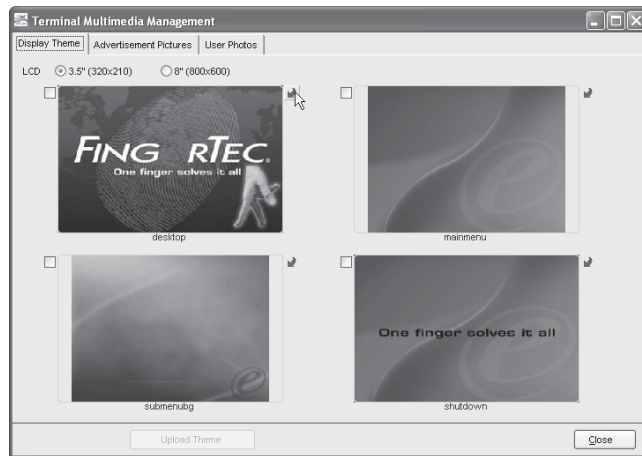 Terminal Multimedia Management
Display Theme Advertisement Pictures User Photos
LCD 3.5" (320x210) 8" (800x600)
FING RTEC.
One finger solves it all
desktop mainmenu
One finger solves it all
submenubg shutdown
Upload Theme Close